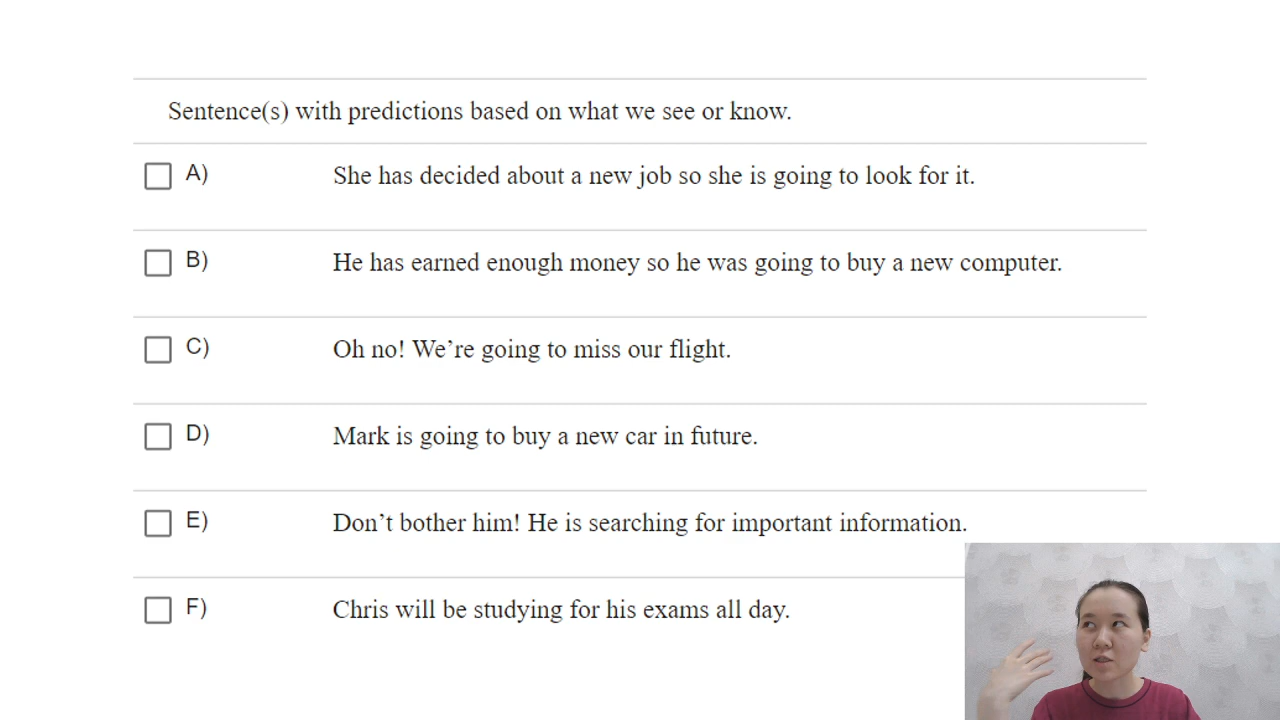 Sentence(s) with predictions based on what we see or know.
A) She has decided about a new job so she is going to look for it.
B) He has earned enough money so he was going to buy a new computer.
C) Oh no! We’re going to miss our flight.
D) Mark is going to buy a new car in future.
E) Don’t bother him! He is searching for important information.
F) Chris will be studying for his exams all day.